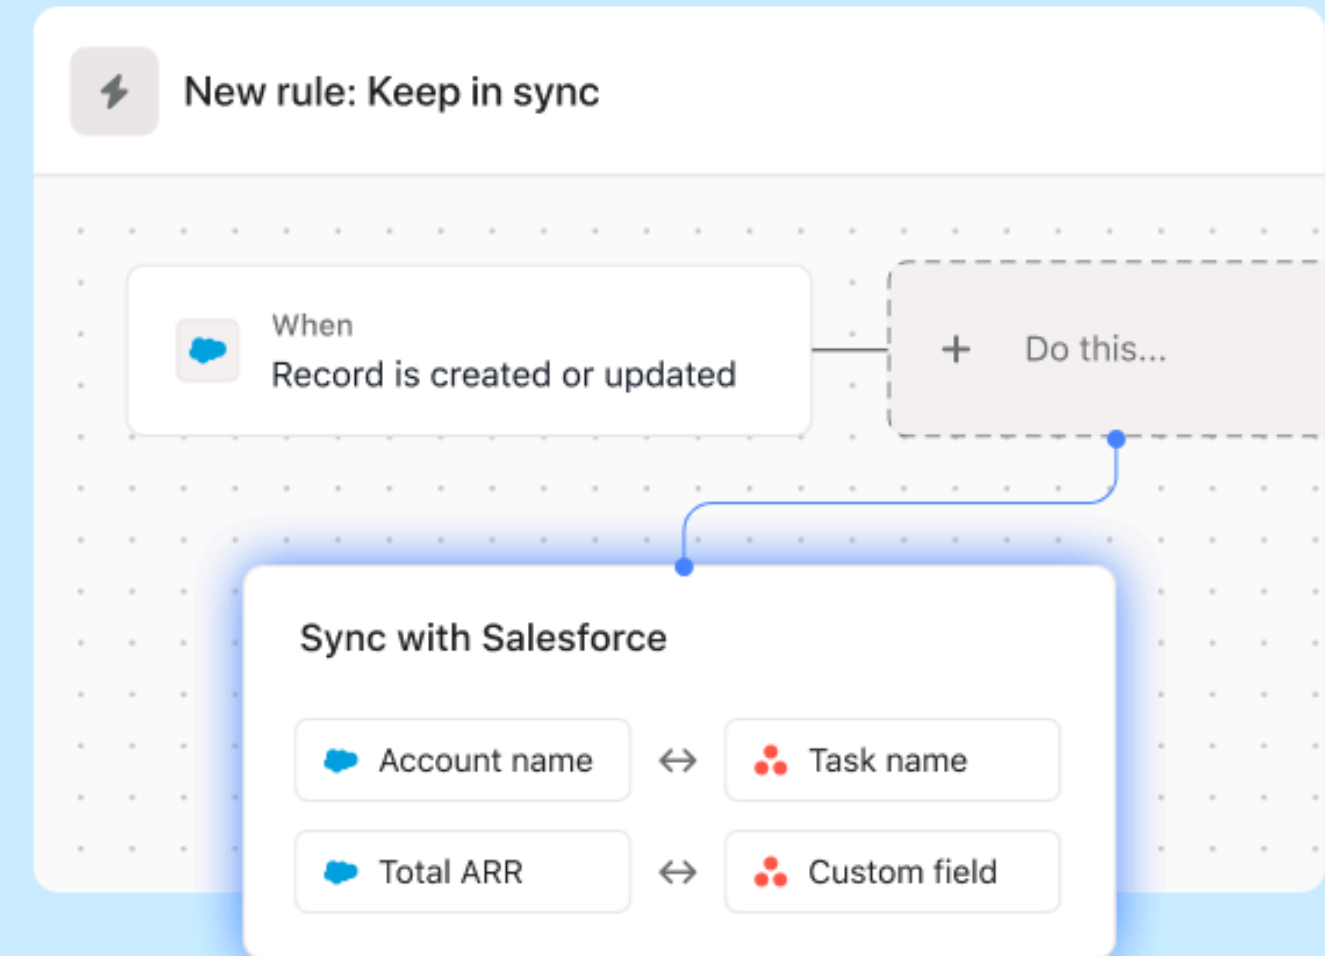 New rule: Keep in sync
When
Record is created or updated
Do this...
Sync with Salesforce
Account name
Task name
Total ARR
Custom field